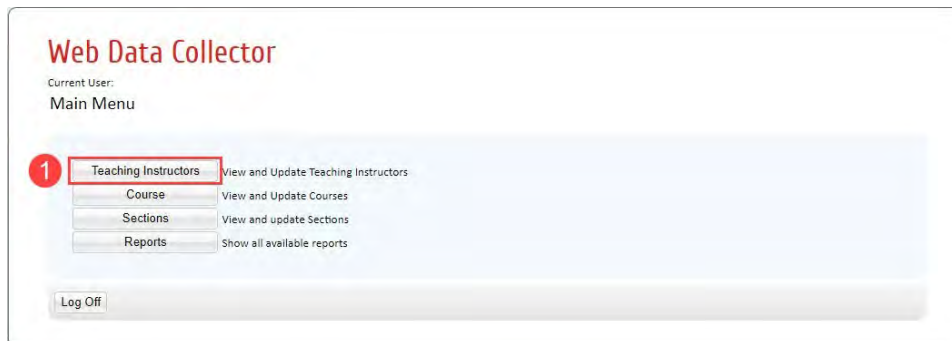 Web Data Collector
Current User:
Main Menu
1 Teaching Instructors View and Update Teaching Instructors
Course View and Update Courses
Sections View and update Sections
Reports Show all available reports
Log Off